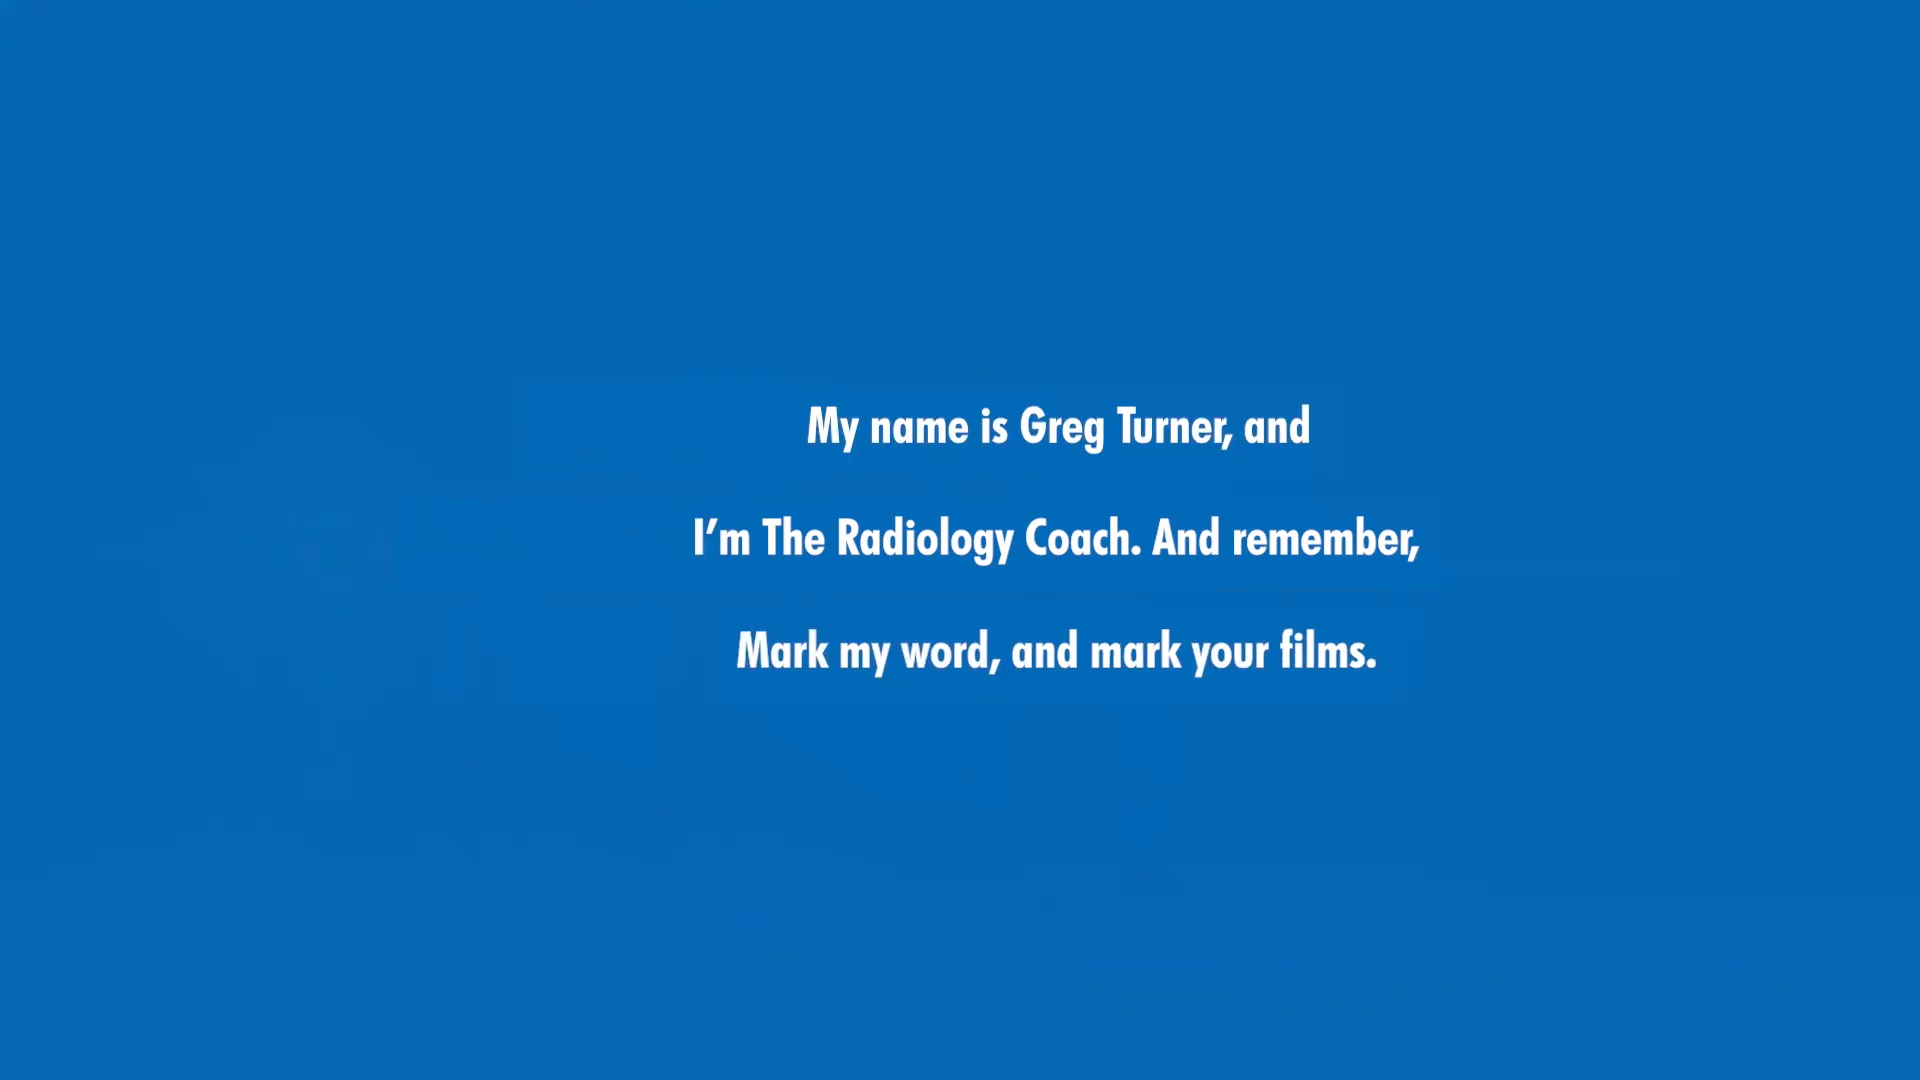 My name is Greg Turner, and
I’m The Radiology Coach. And remember,
Mark my word, and mark your films.